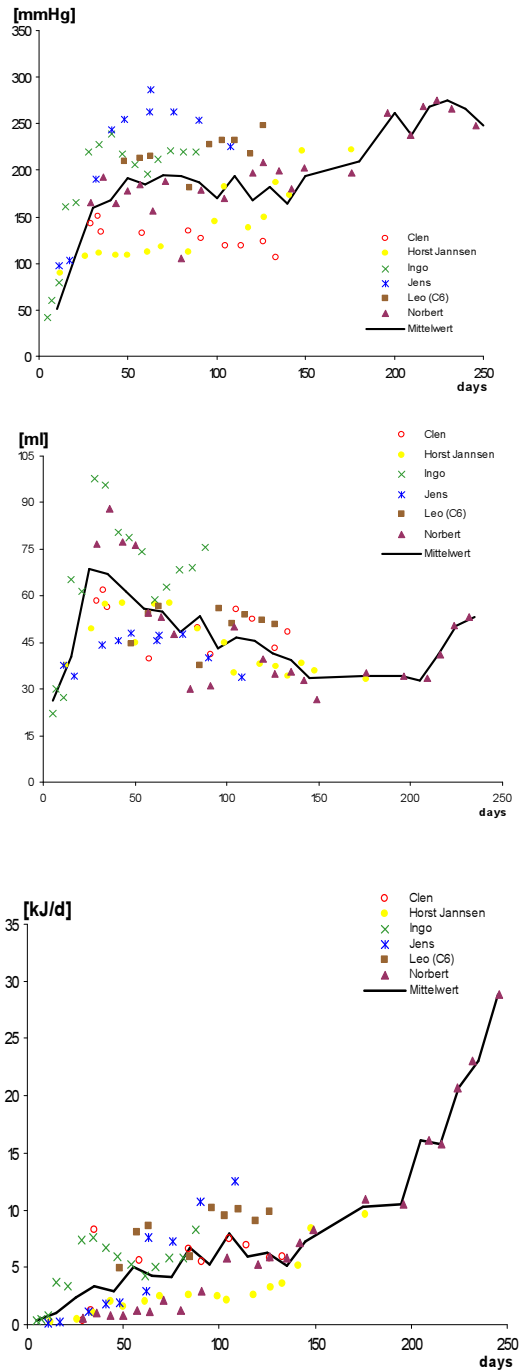 [mmHg]
350
300
250
200
150
100
50
0
Clen
Horst Jannsen
Ingo
Jens
Leo (C6)
Norbert
Mittelwert
0 50 100 150 200 250
days
[ml]
105
90
75
60
45
30
15
0
Clen
Horst Jannsen
Ingo
Jens
Leo (C6)
Norbert
Mittelwert
0 50 100 150 200 250
days
[kJ/d]
35
30
25
20
15
10
5
0
Clen
Horst Jannsen
Ingo
Jens
Leo (C6)
Norbert
Mittelwert
0 50 100 150 200 250
days